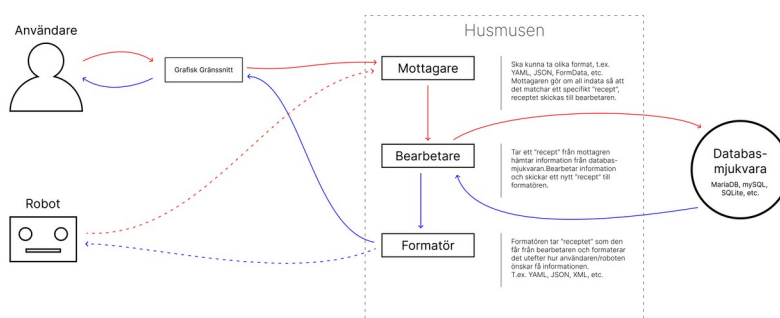 Husmusen
Användare
Grafisk Gränssnitt
Mottagare
Ska kunna ta olika format, t.ex.
YAML, JSON, FormData, etc.
Mottagaren gör om all indata så att
det matchar ett specifikt "recept",
receptet skickas till bearbetaren.
Bearbetare
Tar ett "recept" från mottagren
hämtar information från databas-
mjukvaran.Bearbetar information
och skickar ett nytt "recept" till
formatören.
Databas-
mjukvara
MariaDB, mySQL,
SQLite, etc.
Robot
Formatör
Formatören tar "receptet" som den
får från bearbetaren och formaterar
det utefter hur användaren/roboten
önskar få informationen.
T.ex. YAML, JSON, XML, etc.